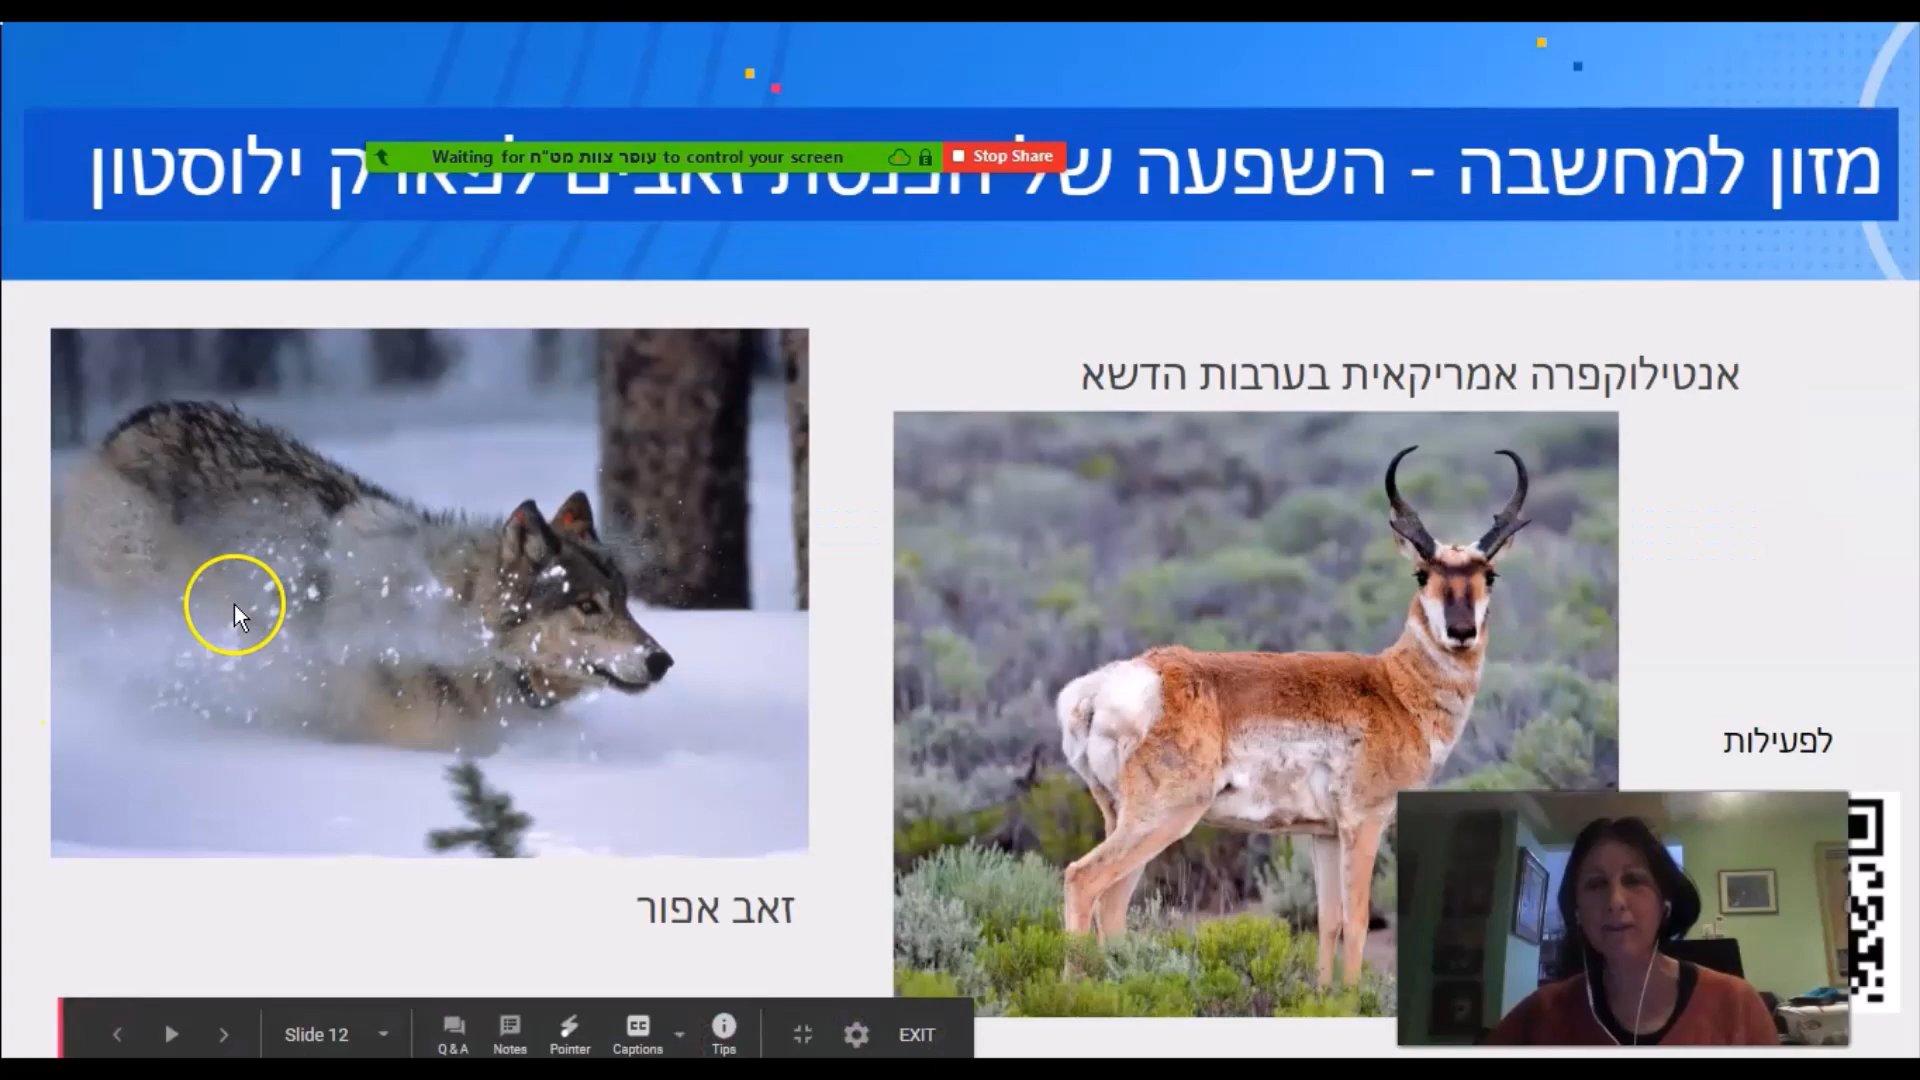 מזון למחשבה - השפעה של הכנסת זאבים לפארק ילוסטון
Waiting for עופר צוות מט"ח to control your screen
Stop Share
אנטילוקפרה אמריקאית בערבות הדשא
לפעילות
זאב אפור
Slide 12
Q&A
Notes
Pointer
CC
Captions
Tips
EXIT